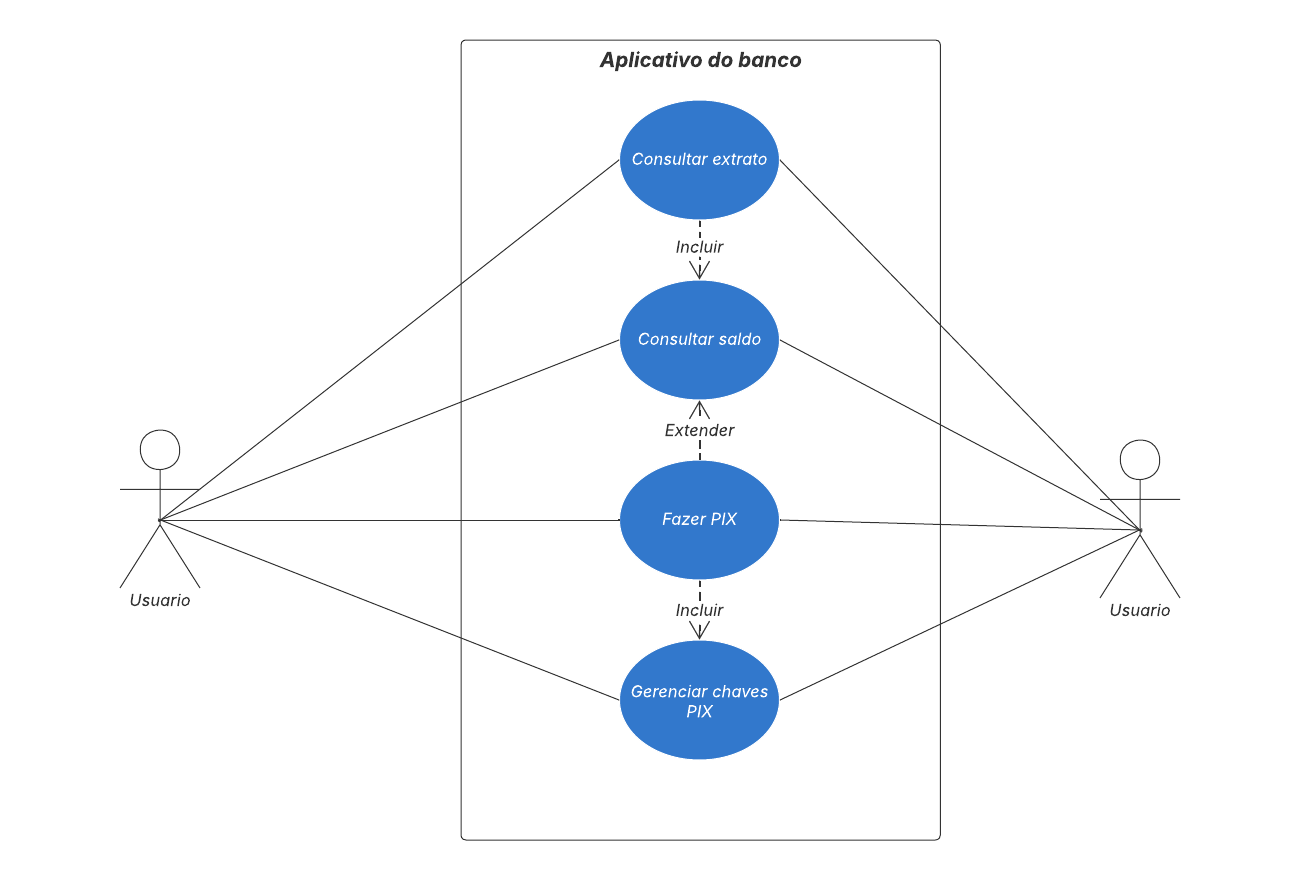 Aplicativo do banco
Consultar extrato
Incluir
Consultar saldo
Extender
Fazer PIX
Incluir
Gerenciar chaves
PIX
Usuario
Usuario